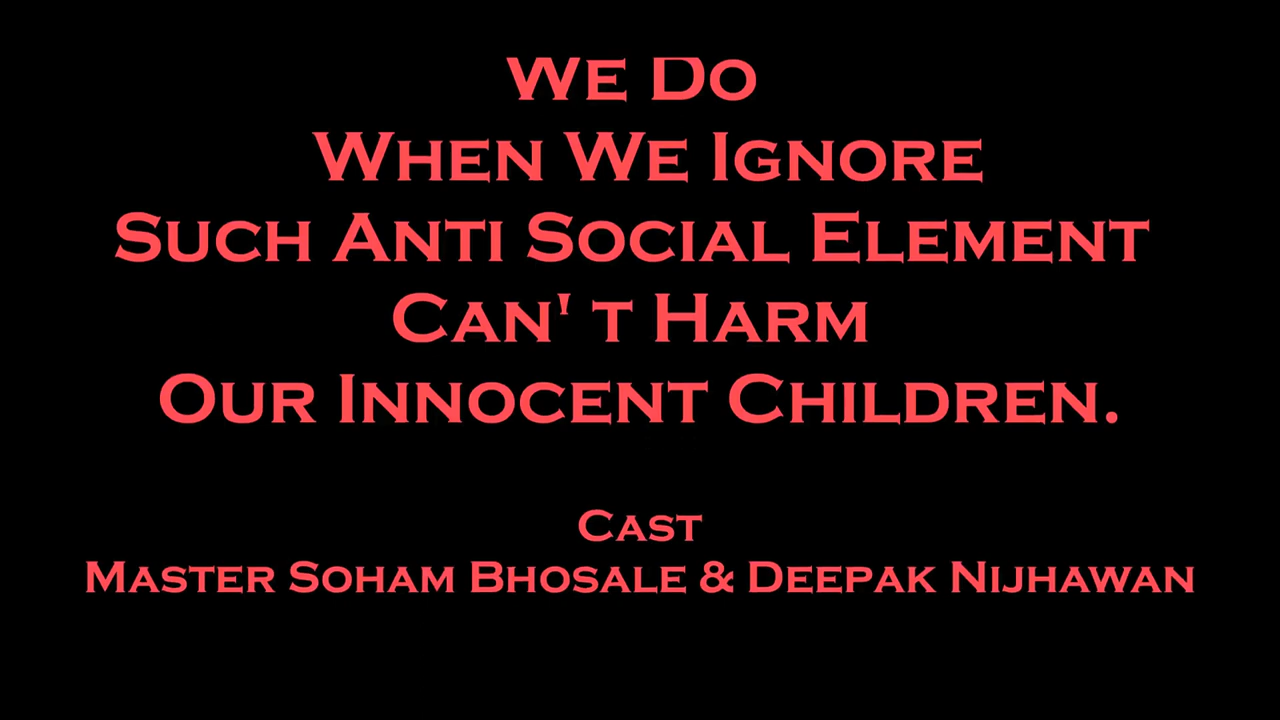 We Do
When We Ignore
Such Anti Social Element
Can' t Harm
Our Innocent Children.
Cast
Master Soham Bhosale & Deepak Nijhawan